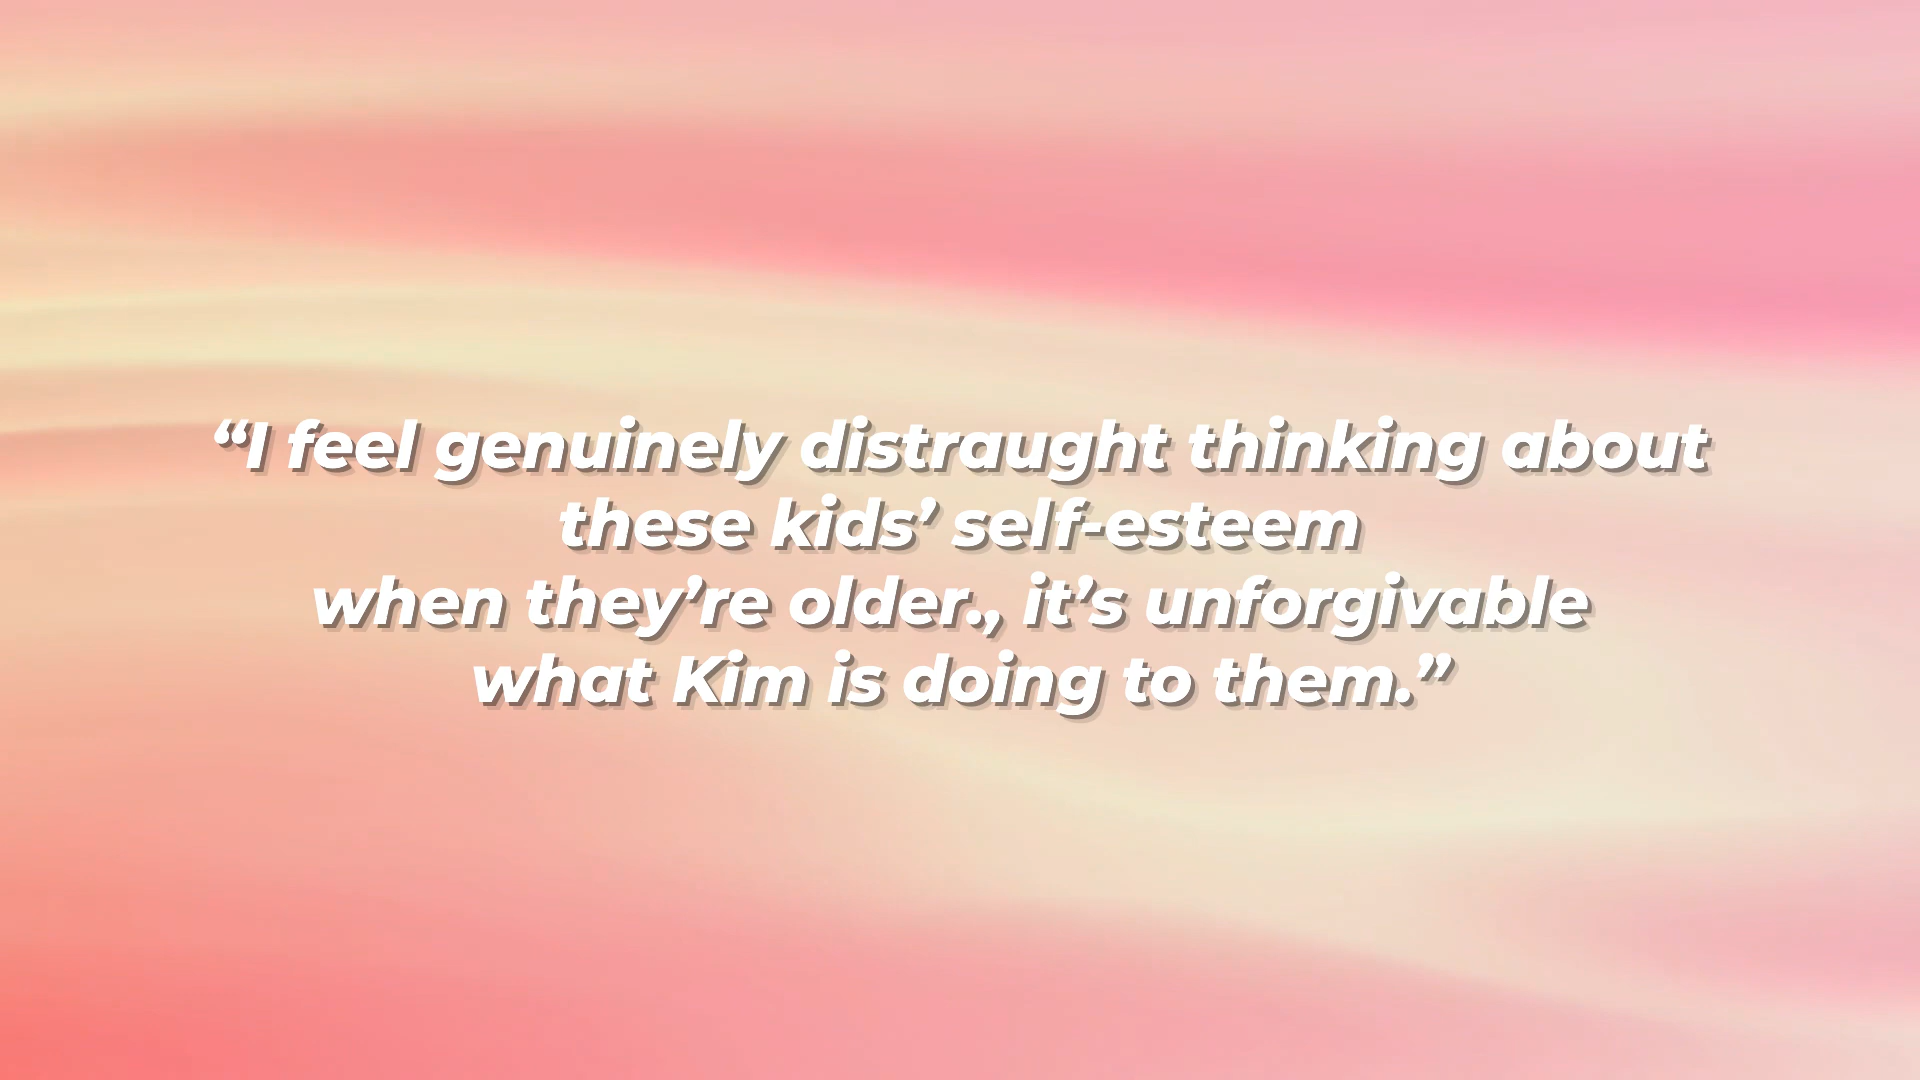 “I feel genuinely distraught thinking about
these kids’ self-esteem
when they’re older., it’s unforgivable
what Kim is doing to them.”